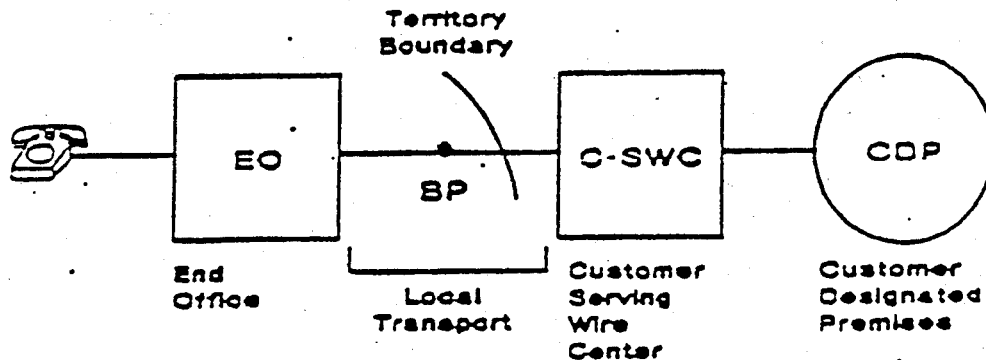 Territory
Boundary
EO
BP
C-SWC
CDP
End
Office
Local
Transport
Customer
Serving
Wire
Center
Customer
Designated
Premises